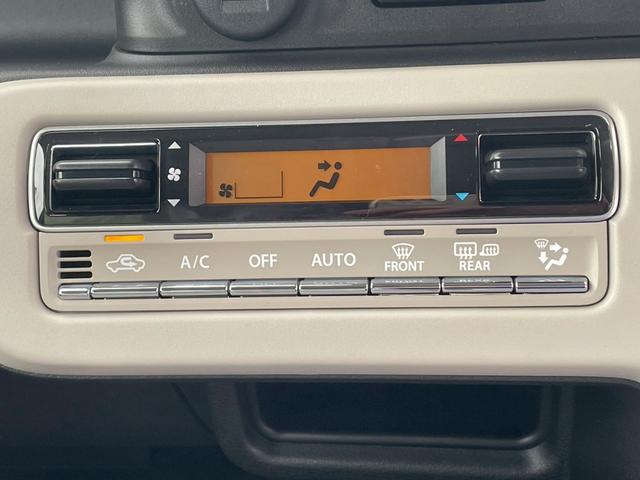 A/C OFF AUTO FRONT REAR